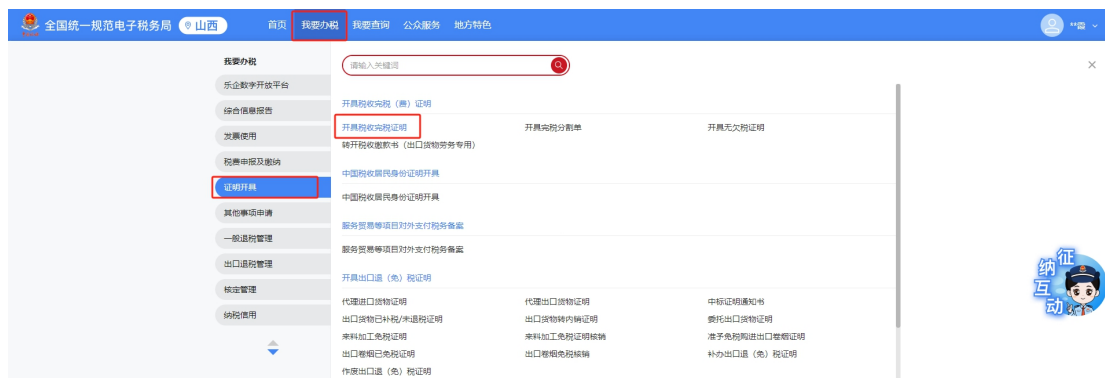 全国统一规范电子税务局 山西 首页 我要办税 我要查询 公众服务 地方特色 **霞
我要办税
乐企数字开放平台
综合信息报告
发票使用
税费申报及缴纳
证明开具
其他事项申请
一般退税管理
出口退税管理
核定管理
纳税信用
请输入关键词
开具税收完税（费）证明
开具税收完税证明 开具完税分割单 开具无欠税证明
转开税收缴款书（出口货物劳务专用）
中国税收居民身份证明开具
中国税收居民身份证明开具
服务贸易等项目对外支付税务备案
服务贸易等项目对外支付税务备案
开具出口退（免）税证明
代理进口货物证明 代理出口货物证明 中标证明通知书
出口货物已补税/未退税证明 出口货物转内销证明 委托出口货物证明
来料加工免税证明 来料加工免税证明核销 准予免税购进出口卷烟证明
出口卷烟已免税证明 出口卷烟免税核销 补办出口退（免）税证明
作废出口退（免）税证明
征纳互动